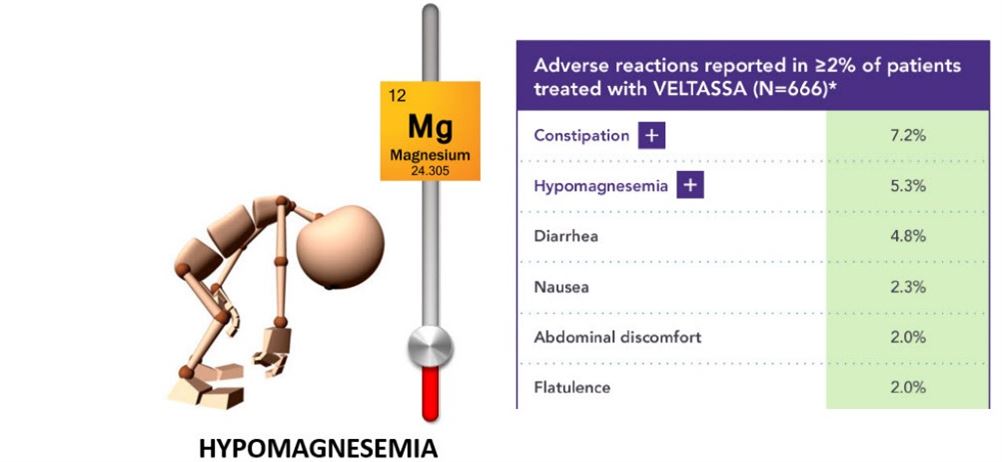 12
Mg
Magnesium
24.305
HYPOMAGNESEMIA
Adverse reactions reported in ≥2% of patients
treated with VELTASSA (N=666)*
Constipation + 7.2%
Hypomagnesemia + 5.3%
Diarrhea 4.8%
Nausea 2.3%
Abdominal discomfort 2.0%
Flatulence 2.0%